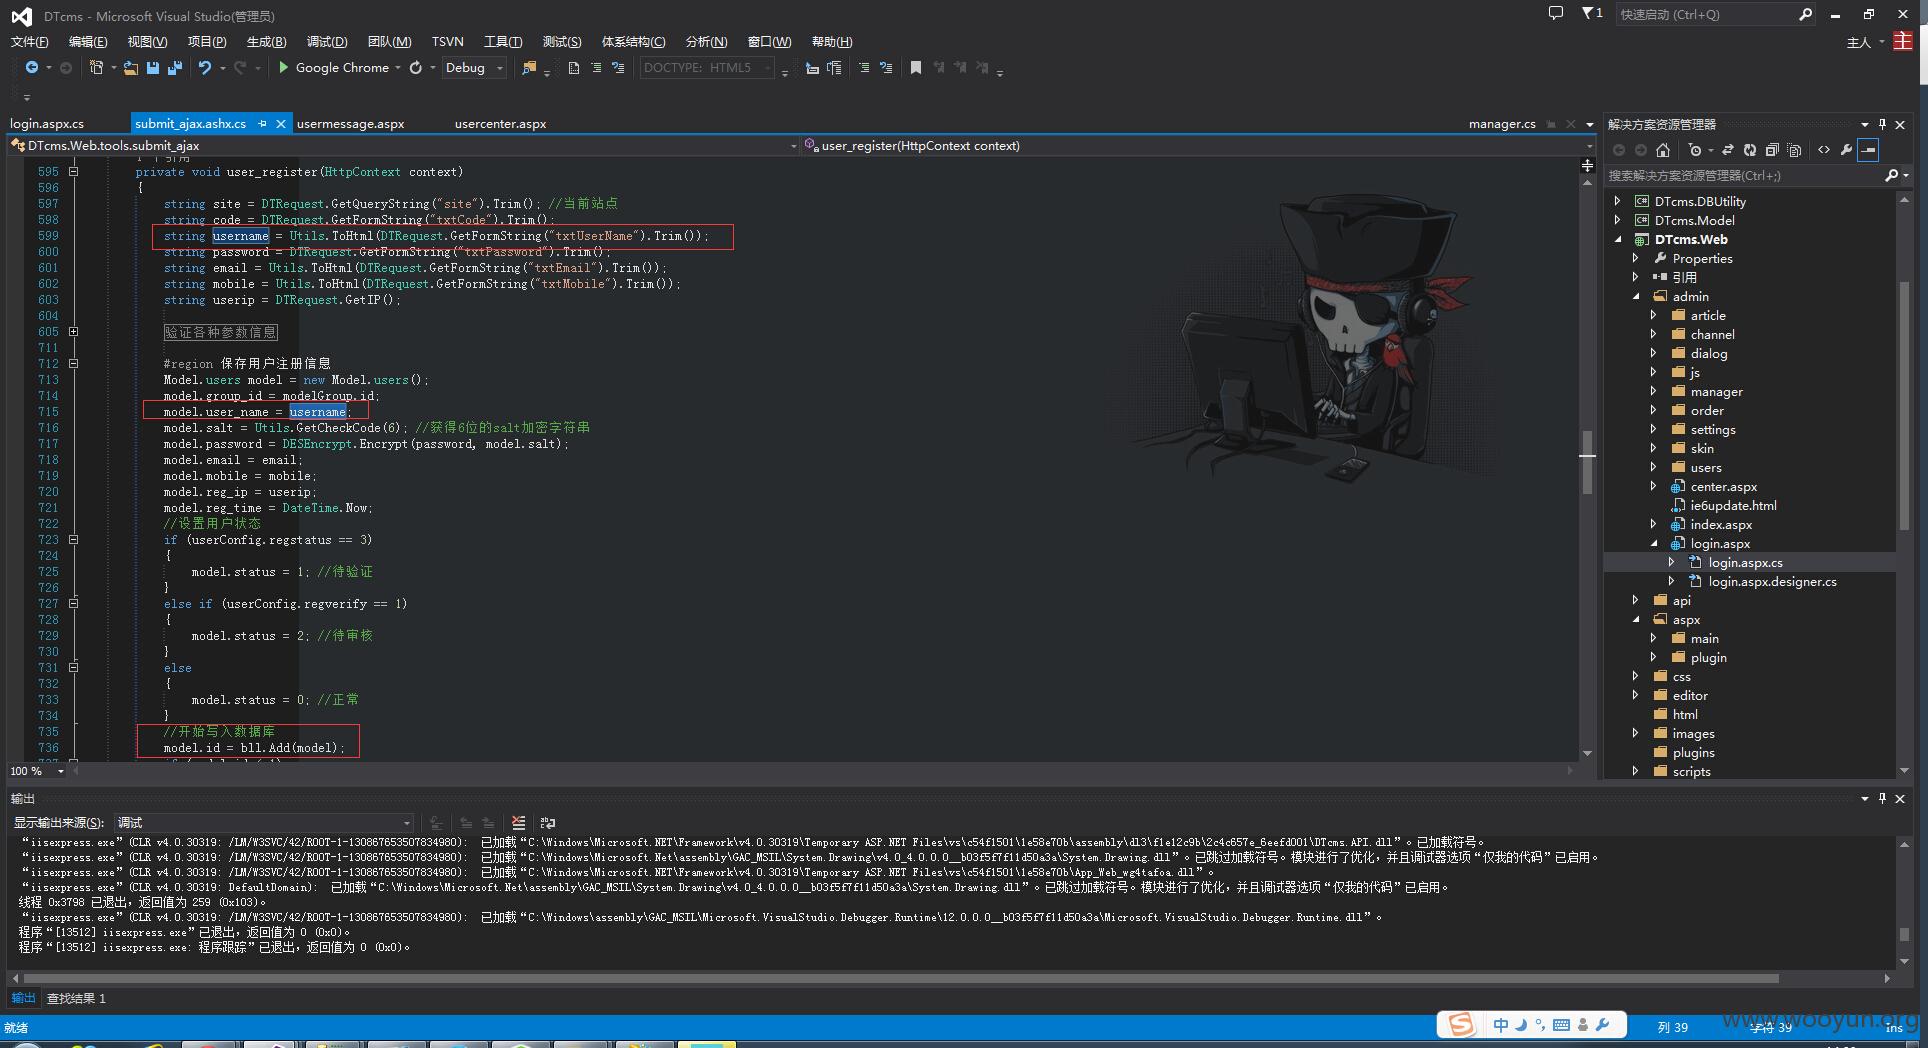 DTcms - Microsoft Visual Studio(管理员)
1
快速启动 (Ctrl+Q)
文件(F) 编辑(E) 视图(V) 项目(P) 生成(B) 调试(D) 团队(M) TSVN 工具(T) 测试(S) 体系结构(C) 分析(N) 窗口(W) 帮助(H)
主人
主
Google Chrome
Debug
DOCTYPE: HTML5
login.aspx.cs
submit_ajax.ashx.cs
usermessage.aspx
usercenter.aspx
manager.cs
DTcms.Web.tools.submit_ajax
user_register(HttpContext context)
595 private void user_register(HttpContext context)
596 {
597 string site = DTRequest.GetQueryString("site").Trim(); //当前站点
598 string code = DTRequest.GetFormString("txtCode").Trim();
599 string username = Utils.ToHtml(DTRequest.GetFormString("txtUserName").Trim());
600 string password = DTRequest.GetFormString("txtPassword").Trim();
601 string email = Utils.ToHtml(DTRequest.GetFormString("txtEmail").Trim());
602 string mobile = Utils.ToHtml(DTRequest.GetFormString("txtMobile").Trim());
603 string userip = DTRequest.GetIP();
604
605 验证各种参数信息
711
712 #region 保存用户注册信息
713 Model.users model = new Model.users();
714 model.group_id = modelGroup.id;
715 model.user_name = username;
716 model.salt = Utils.GetCheckCode(6); //获得6位的salt加密字符串
717 model.password = DESEncrypt.Encrypt(password, model.salt);
718 model.email = email;
719 model.mobile = mobile;
720 model.reg_ip = userip;
721 model.reg_time = DateTime.Now;
722 //设置用户状态
723 if (userConfig.regstatus == 3)
724 {
725 model.status = 1; //待验证
726 }
727 else if (userConfig.regverify == 1)
728 {
729 model.status = 2; //待审核
730 }
731 else
732 {
733 model.status = 0; //正常
734 }
735 //开始写入数据库
736 model.id = bll.Add(model);
100 %
解决方案资源管理器
搜索解决方案资源管理器(Ctrl+;)
DTcms.DBUtility
DTcms.Model
DTcms.Web
Properties
引用
admin
article
channel
dialog
js
manager
order
settings
skin
users
center.aspx
ie6update.html
index.aspx
login.aspx
login.aspx.cs
login.aspx.designer.cs
api
aspx
main
plugin
css
editor
html
images
plugins
scripts
输出
显示输出来源(S): 调试
“iisexpress.exe”(CLR v4.0.30319: /LM/W3SVC/42/ROOT-1-130867653507834980): 已加载“C:\Windows\Microsoft.NET\Framework\v4.0.30319\Temporary ASP.NET Files\vs\c54f1501\1e58e70b\assembly\dl3\f1e12c9b\2c4c657e_6eefd001\DTcms.API.dll”。已加载符号。
“iisexpress.exe”(CLR v4.0.30319: /LM/W3SVC/42/ROOT-1-130867653507834980): 已加载“C:\Windows\Microsoft.Net\assembly\GAC_MSIL\System.Drawing\v4.0_4.0.0.0__b03f5f7f11d50a3a\System.Drawing.dll”。已跳过加载符号。模块进行了优化，并且调试器选项“仅我的代码”已启用。
“iisexpress.exe”(CLR v4.0.30319: /LM/W3SVC/42/ROOT-1-130867653507834980): 已加载“C:\Windows\Microsoft.NET\Framework\v4.0.30319\Temporary ASP.NET Files\vs\c54f1501\1e58e70b\App_Web_wg4tafoa.dll”。
“iisexpress.exe”(CLR v4.0.30319: DefaultDomain): 已加载“C:\Windows\Microsoft.Net\assembly\GAC_MSIL\System.Drawing\v4.0_4.0.0.0__b03f5f7f11d50a3a\System.Drawing.dll”。已跳过加载符号。模块进行了优化，并且调试器选项“仅我的代码”已启用。
线程 0x3798 已退出，返回值为 259 (0x103)。
“iisexpress.exe”(CLR v4.0.30319: /LM/W3SVC/42/ROOT-1-130867653507834980): 已加载“C:\Windows\assembly\GAC_MSIL\Microsoft.VisualStudio.Debugger.Runtime\12.0.0.0__b03f5f7f11d50a3a\Microsoft.VisualStudio.Debugger.Runtime.dll”。
程序“[13512] iisexpress.exe”已退出，返回值为 0 (0x0)。
程序“[13512] iisexpress.exe: 程序跟踪”已退出，返回值为 0 (0x0)。
输出 查找结果 1
就绪
S 中
列 39
字符 39
Ins
www.wooyun.org